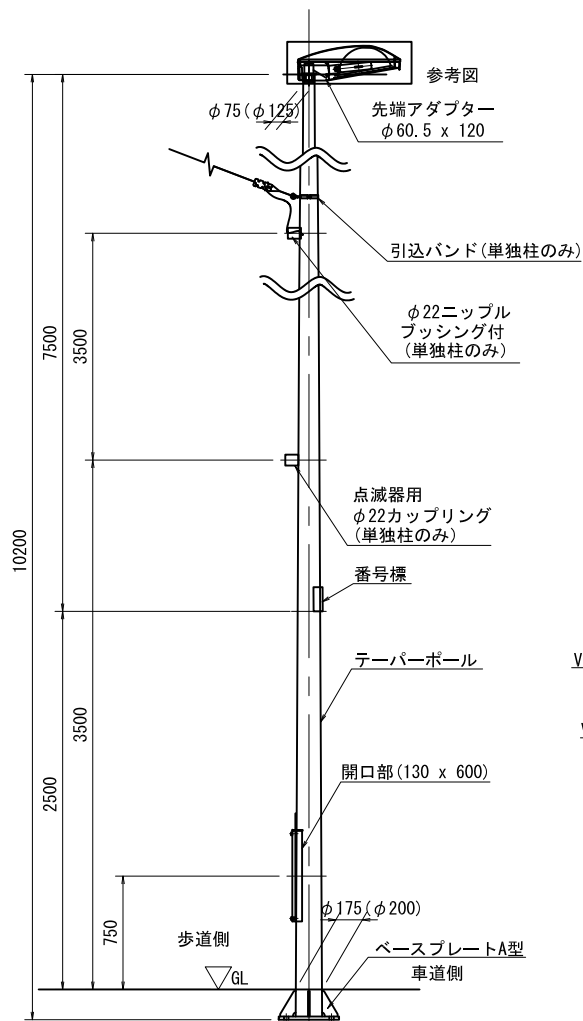 参考図
先端アダプター
φ60.5 x 120
φ75(φ125)
引込バンド(単独柱のみ)
φ22ニップル
ブッシング付
(単独柱のみ)
7500
3500
点滅器用
φ22カップリング
(単独柱のみ)
10200
番号標
テーパーポール
V
V
3500
2500
開口部(130 x 600)
φ175(φ200)
750
歩道側
ベースプレートA型
GL
車道側